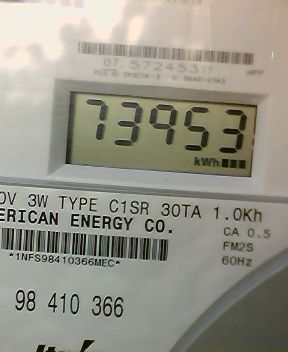 73953
kWh
0V 3W TYPE C1SR 30TA 1.0Kh
ERICAN ENERGY CO.
CA 0.5
FM2S
*1NFS98410366MEC*
60Hz
98 410 366